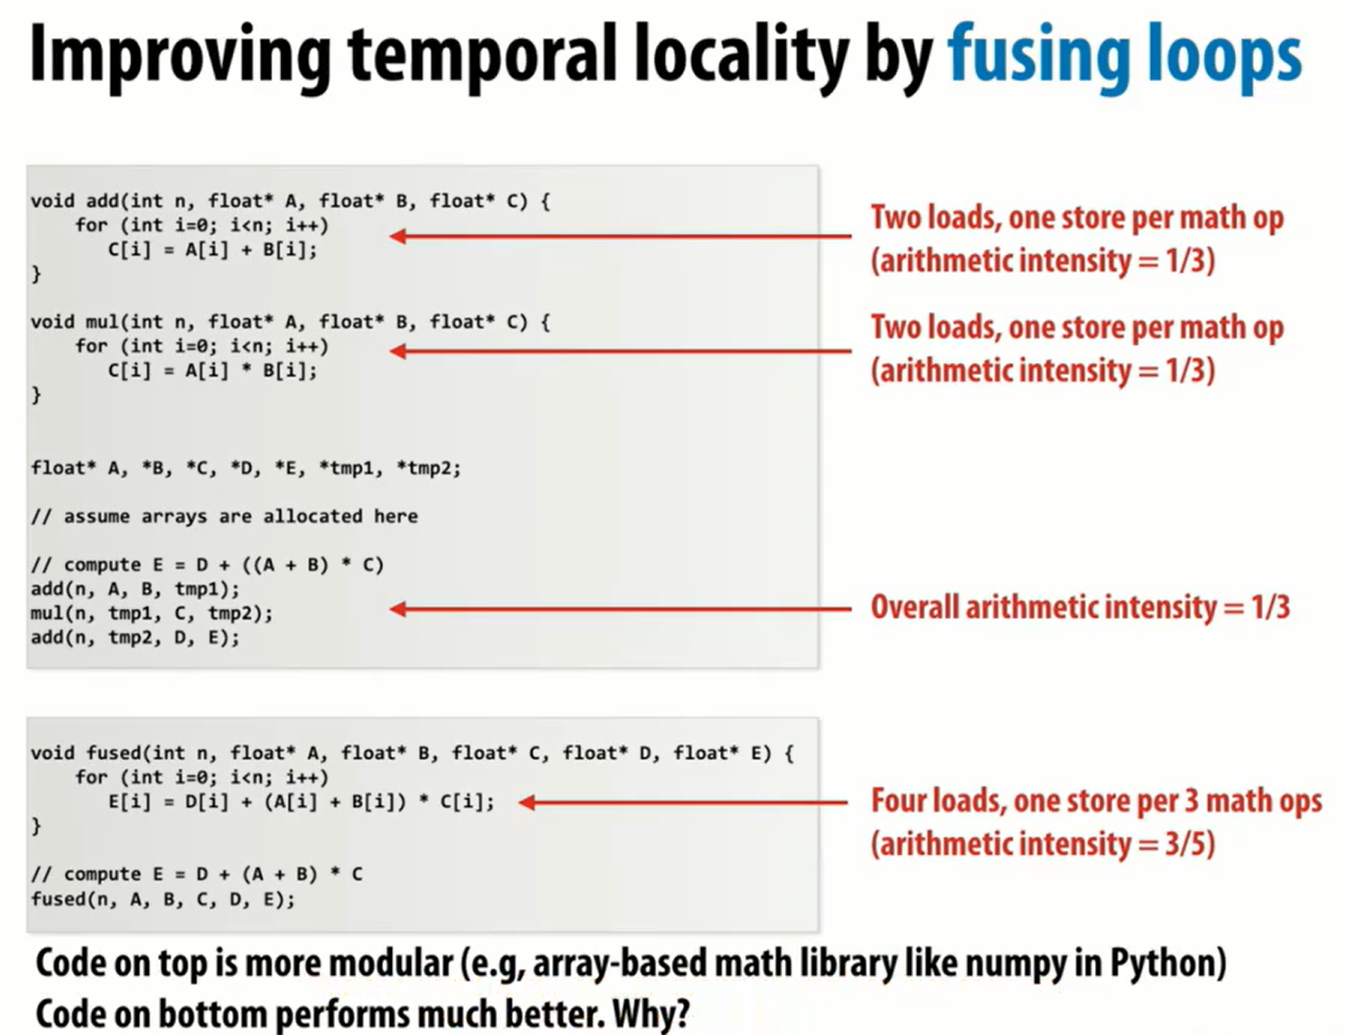 Improving temporal locality by fusing loops
void add(int n, float* A, float* B, float* C) {
    for (int i=0; i<n; i++)
       C[i] = A[i] + B[i];
}
Two loads, one store per math op
(arithmetic intensity = 1/3)
void mul(int n, float* A, float* B, float* C) {
    for (int i=0; i<n; i++)
       C[i] = A[i] * B[i];
}
Two loads, one store per math op
(arithmetic intensity = 1/3)
float* A, *B, *C, *D, *E, *tmp1, *tmp2;
// assume arrays are allocated here
// compute E = D + ((A + B) * C)
add(n, A, B, tmp1);
mul(n, tmp1, C, tmp2);
add(n, tmp2, D, E);
Overall arithmetic intensity = 1/3
void fused(int n, float* A, float* B, float* C, float* D, float* E) {
    for (int i=0; i<n; i++)
       E[i] = D[i] + (A[i] + B[i]) * C[i];
}
Four loads, one store per 3 math ops
(arithmetic intensity = 3/5)
// compute E = D + (A + B) * C
fused(n, A, B, C, D, E);
Code on top is more modular (e.g, array-based math library like numpy in Python)
Code on bottom performs much better. Why?